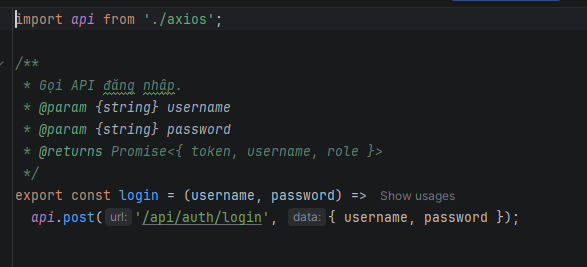 import api from './axios';
/**
* Gọi API đăng nhập.
* @param {string} username
* @param {string} password
* @returns Promise<{ token, username, role }>
*/
export const login = (username, password) => Show usages
api.post( url: '/api/auth/login', data: { username, password });